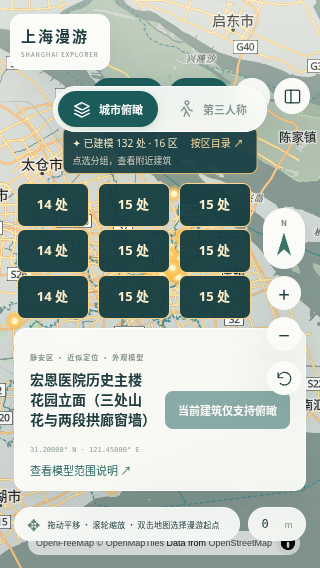 启东市
上海漫游
SHANGHAI EXPLORER
兴隆沙
G40
城市俯瞰
第三人称
陈家镇
✦ 已建模 132 处 · 16 区
按区目录 ↗
点选分组，查看附近建筑
太仓市
14 处
15 处
15 处
15 处
15 处
15 处
14 处
15 处
15 处
N
+
−
S2
静安区 · 近似定位 · 外观模型
宏恩医院历史主楼
花园立面（三处山
花与两段拱廊窗墙）
当前建筑仅支持俯瞰
31.20000° N · 121.45000° E
查看模型范围说明 ↗
拖动平移 · 滚轮缩放 · 双击地图选择漫游起点
0 m
OpenFreeMap © OpenMapTiles Data from OpenStreetMap